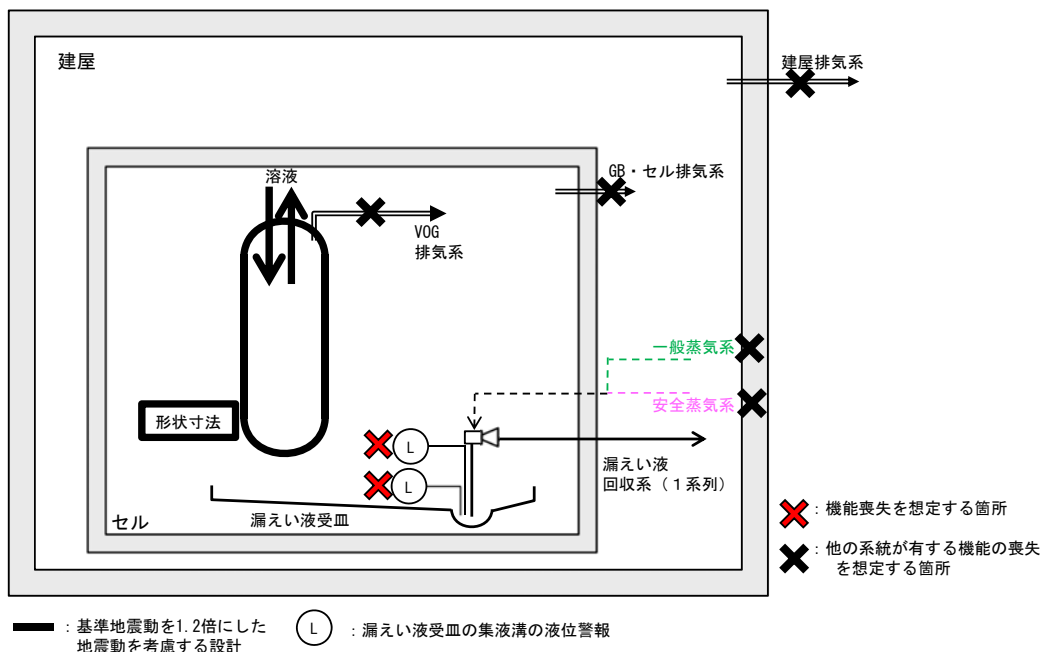 建屋
建屋排気系
GB・セル排気系
溶液
VOG
排気系
一般蒸気系
安全蒸気系
形状寸法
L
L
漏えい液
回収系（１系列）
漏えい液受皿
セル
：機能喪失を想定する箇所
：他の系統が有する機能の喪失
を想定する箇所
：基準地震動を1.2倍にした
地震動を考慮する設計
L
：漏えい液受皿の集液溝の液位警報